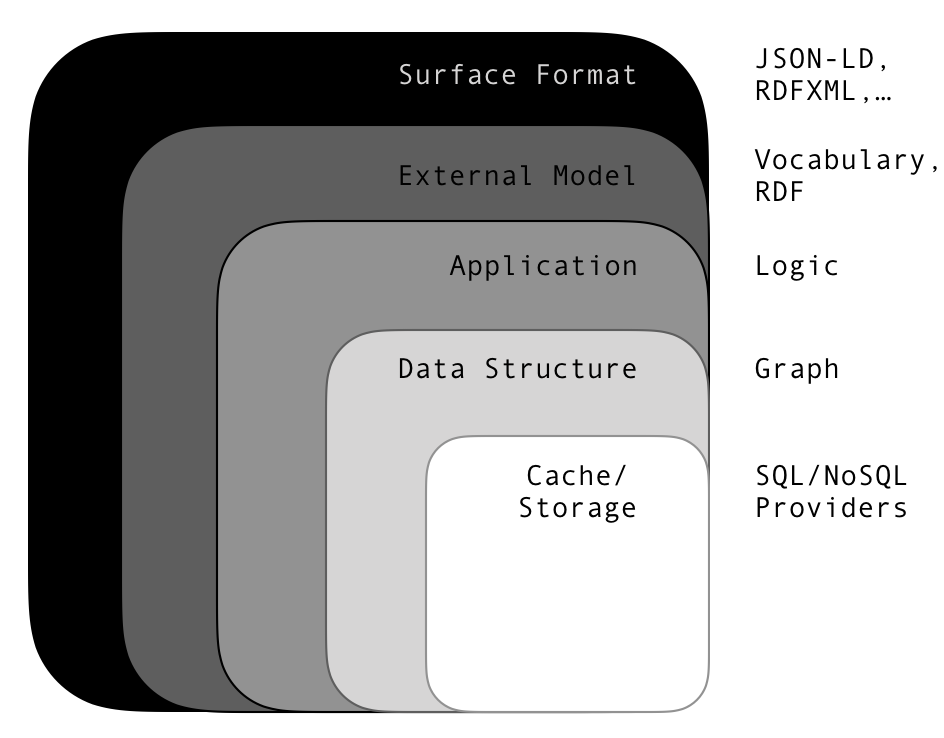 Surface Format
JSON-LD,
RDFXML,…
External Model
Vocabulary,
RDF
Application
Logic
Data Structure
Graph
Cache/
Storage
SQL/NoSQL
Providers